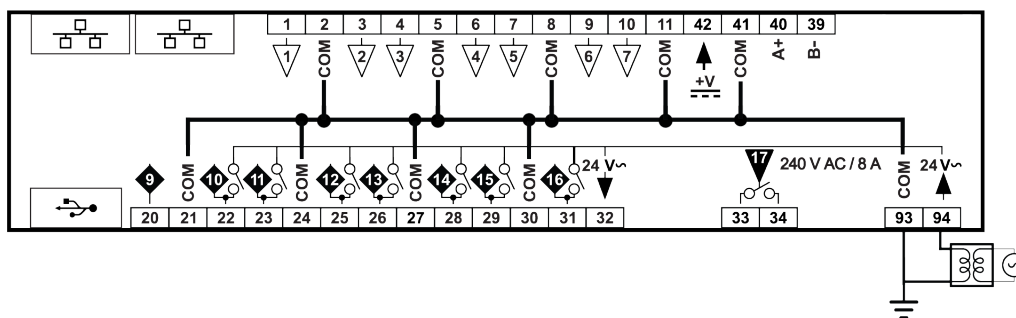 1 2 3 4 5 6 7 8 9 10 11 42 41 40 39
1 COM 2 3 COM 4 5 COM 6 7 COM +V COM A+ B-
9 COM 10 11 COM 12 13 COM 14 15 COM 16 24 V~ 17 240 V AC / 8 A COM 24 V~
20 21 22 23 24 25 26 27 28 29 30 31 32 33 34 93 94